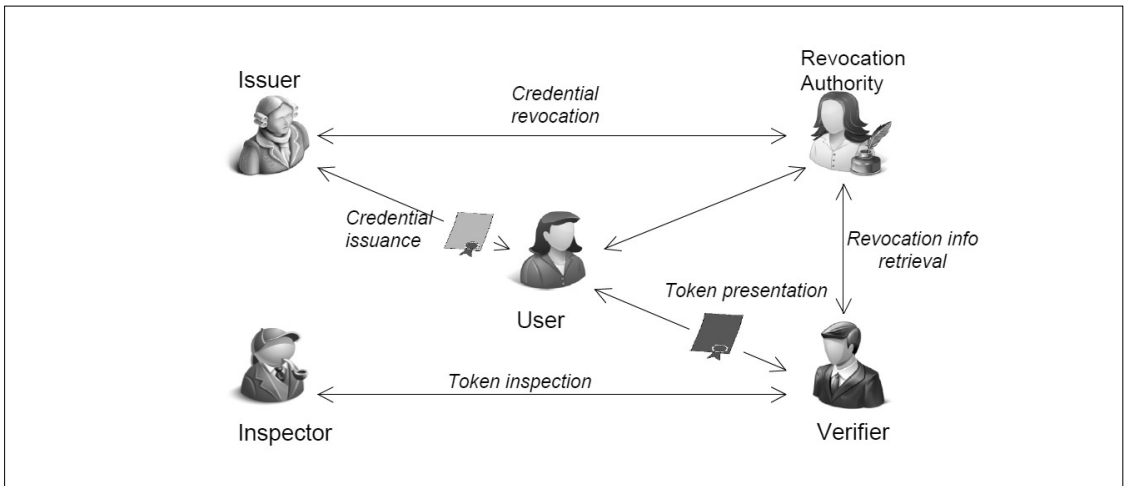 Issuer
Revocation
Authority
Credential
revocation
Credential
issuance
Revocation info
retrieval
Token presentation
User
Token inspection
Inspector
Verifier